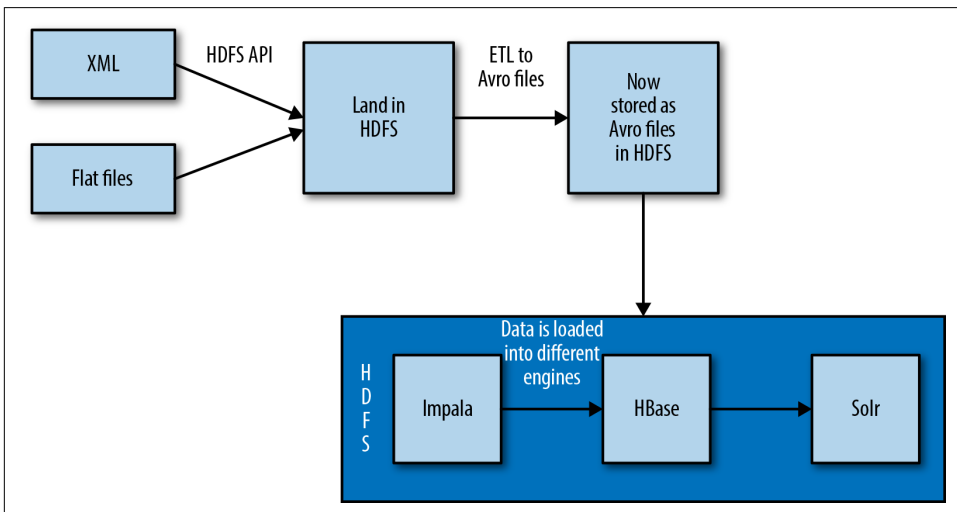 XML
HDFS API
Flat files
Land in
HDFS
ETL to
Avro files
Now
stored as
Avro files
in HDFS
H
D
F
S
Data is loaded
into different
engines
Impala
HBase
Solr